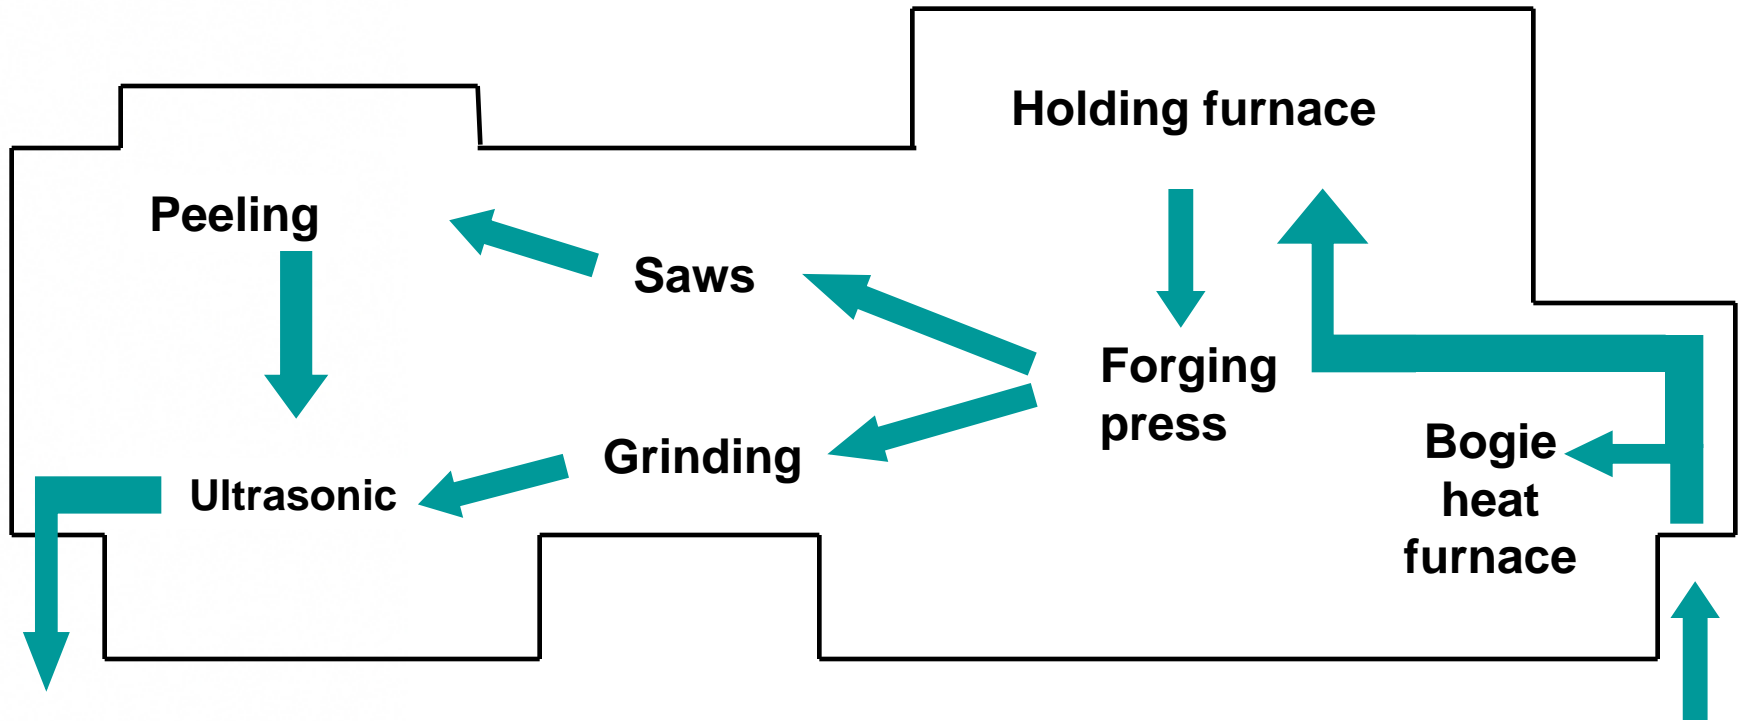 Holding furnace
Peeling
Saws
Forging
press
Grinding
Bogie
heat
furnace
Ultrasonic